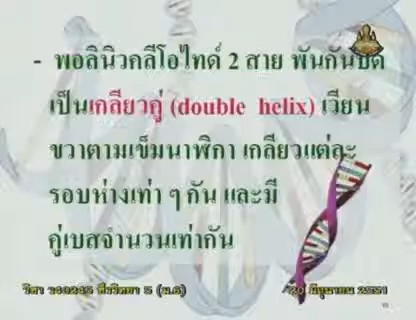 - พอลินิวคลีโอไทด์ 2 สาย พันกันบิด
เป็นเกลียวคู่ (double helix) เวียน
ขวาตามเข็มนาฬิกา เกลียวแต่ละ
รอบห่างเท่า ๆ กัน และมี
คู่เบสจำนวนเท่ากัน
วิชา ว40245 ชีววิทยา 5 (ม.6)
20 มิถุนายน 2551